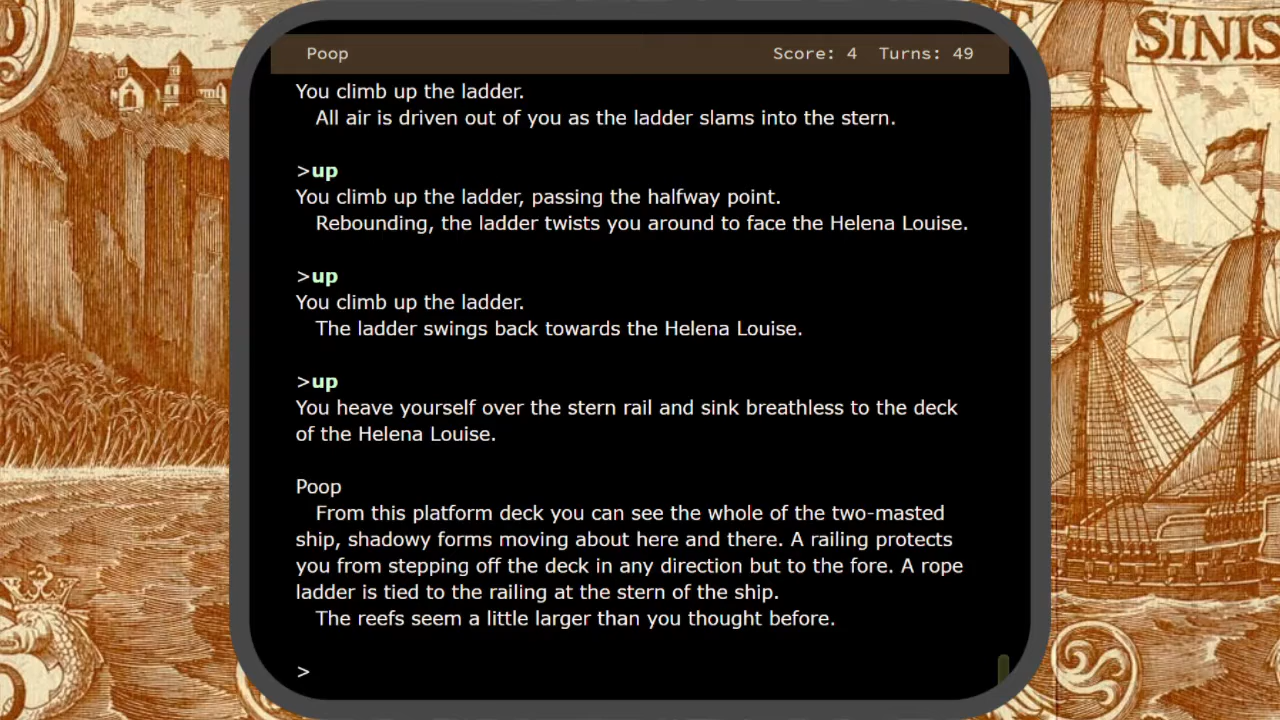 SINIS
Poop Score: 4 Turns: 49
You climb up the ladder.
All air is driven out of you as the ladder slams into the stern.
>up
You climb up the ladder, passing the halfway point.
Rebounding, the ladder twists you around to face the Helena Louise.
>up
You climb up the ladder.
The ladder swings back towards the Helena Louise.
>up
You heave yourself over the stern rail and sink breathless to the deck
of the Helena Louise.
Poop
From this platform deck you can see the whole of the two-masted
ship, shadowy forms moving about here and there. A railing protects
you from stepping off the deck in any direction but to the fore. A rope
ladder is tied to the railing at the stern of the ship.
The reefs seem a little larger than you thought before.
>